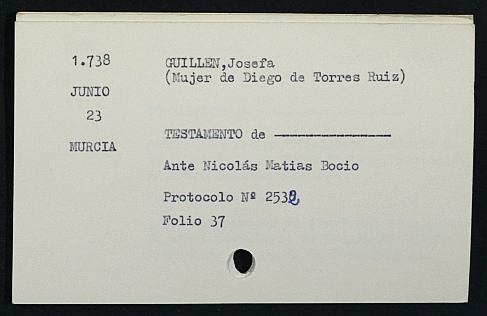 1.738
JUNIO
23
MURCIA
GUILLEN,Josefa
(Mujer de Diego de Torres Ruiz)
TESTAMENTO de ----------------
Ante Nicolás Matias Bocio
Protocolo Nº 2532
Folio 37